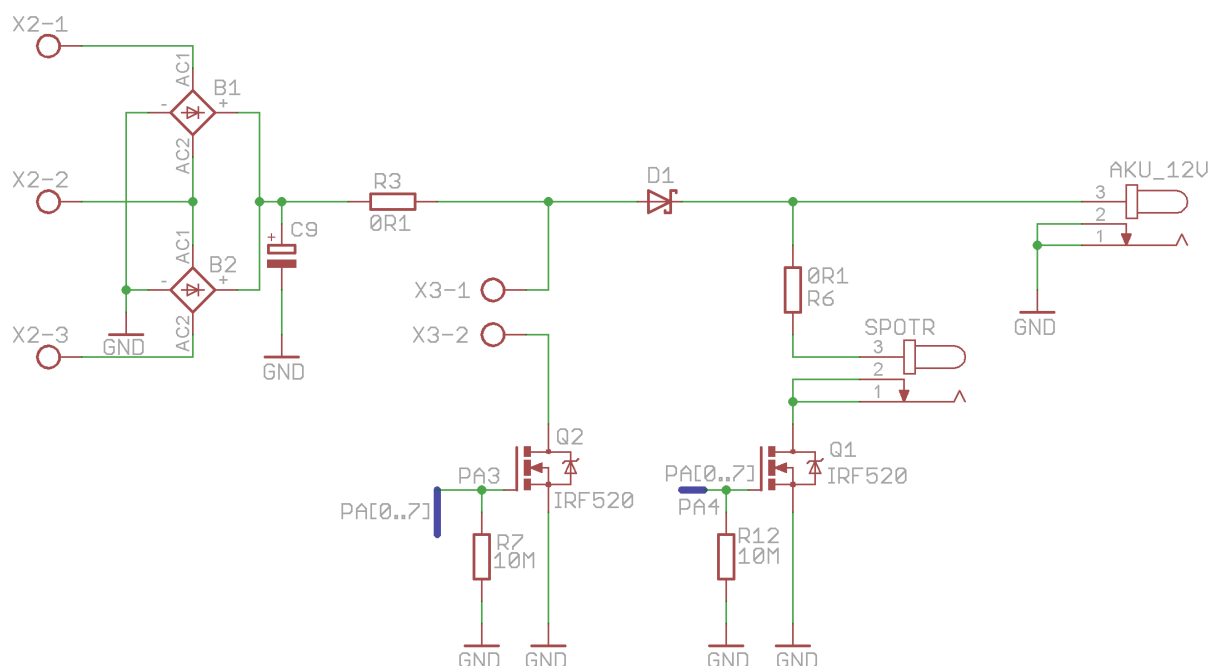 X2-1
AC1
B1
-
+
AC2
X2-2
R3
0R1
D1
AKU_12V
3
2
1
C9
+
AC1
B2
-
+
AC2
X2-3
GND
GND
X3-1
X3-2
0R1
R6
GND
SPOTR
3
2
1
Q2
IRF520
PA3
PA[0..7]
R7
10M
GND
GND
Q1
IRF520
PA[0..7]
PA4
R12
10M
GND
GND